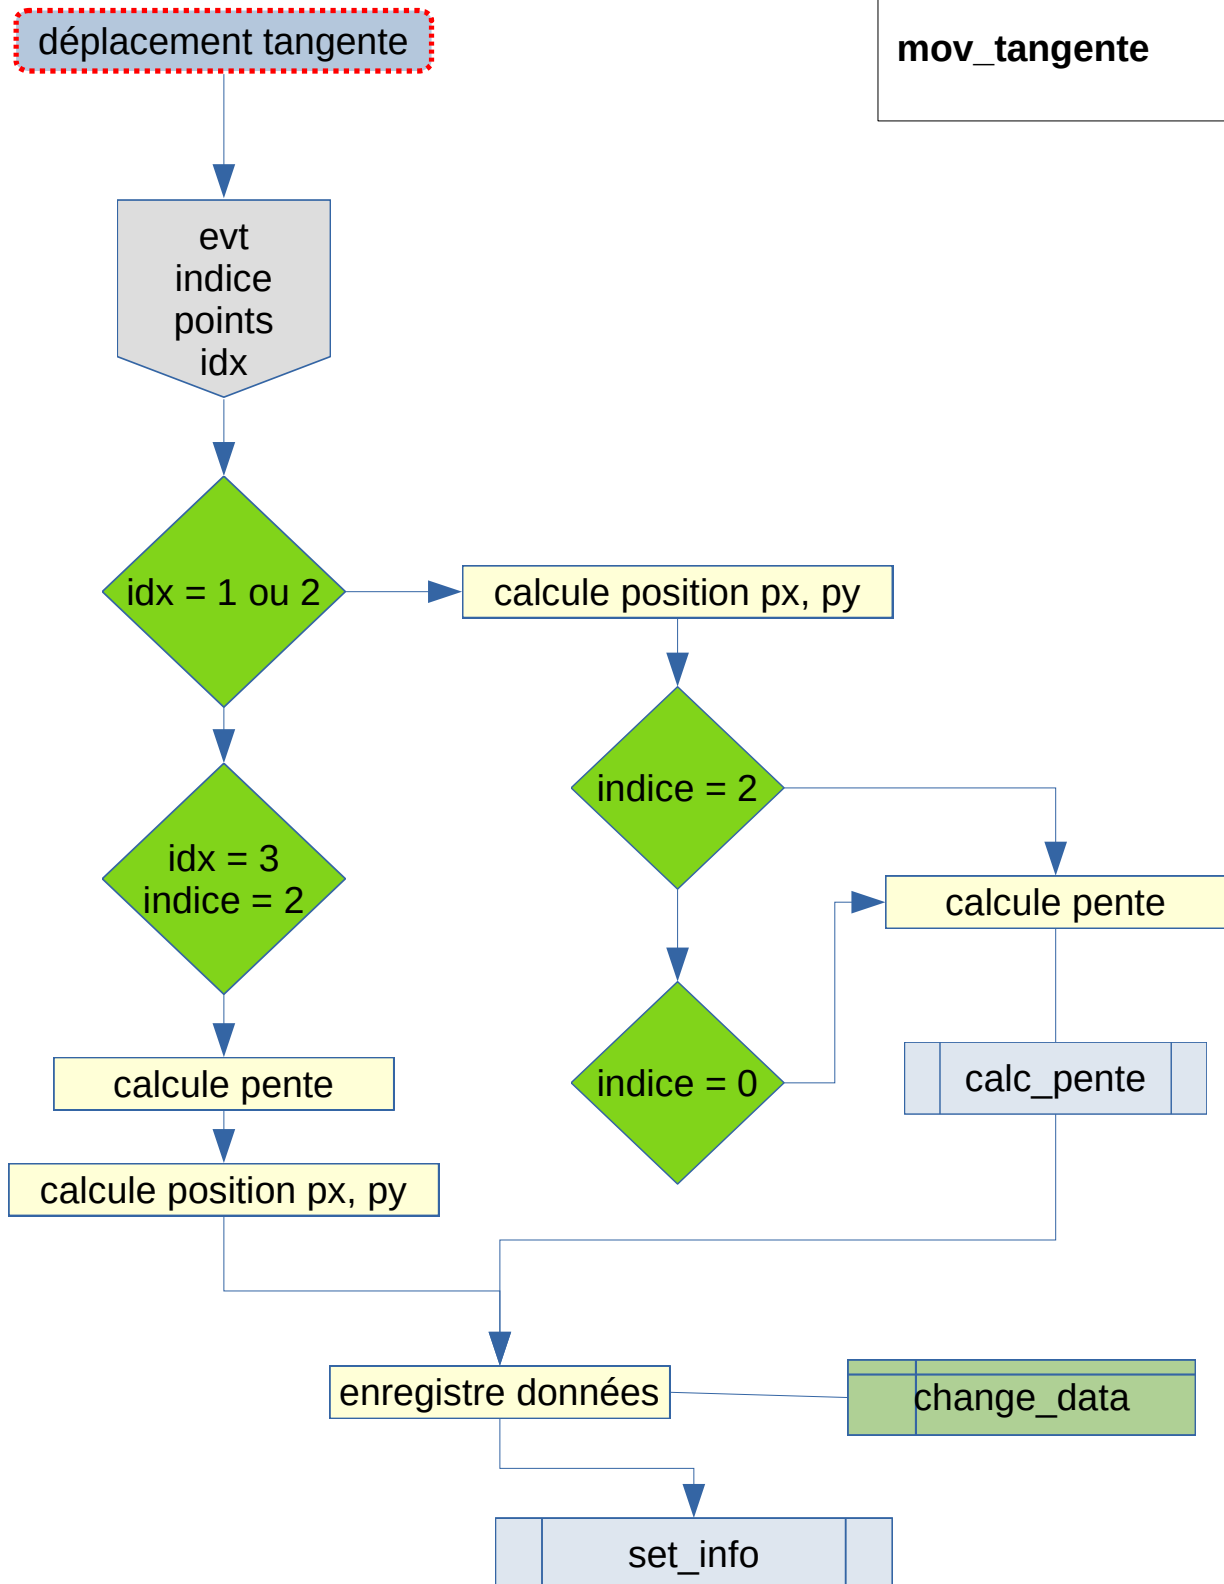 déplacement tangente
mov_tangente
evt
indice
points
idx
idx = 1 ou 2
calcule position px, py
indice = 2
idx = 3
indice = 2
calcule pente
indice = 0
calc_pente
calcule pente
calcule position px, py
enregistre données
change_data
set_info